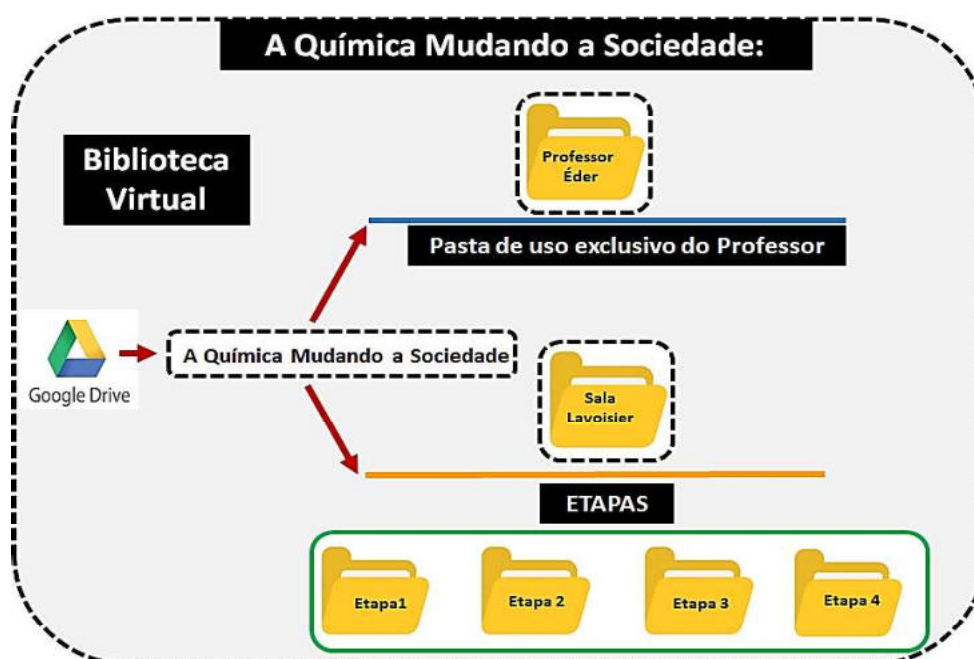 A Química Mudando a Sociedade:
Biblioteca
Virtual
Professor
Éder
Pasta de uso exclusivo do Professor
Google Drive
A Química Mudando a Sociedade
Sala
Lavoisier
ETAPAS
Etapa1
Etapa 2
Etapa 3
Etapa 4